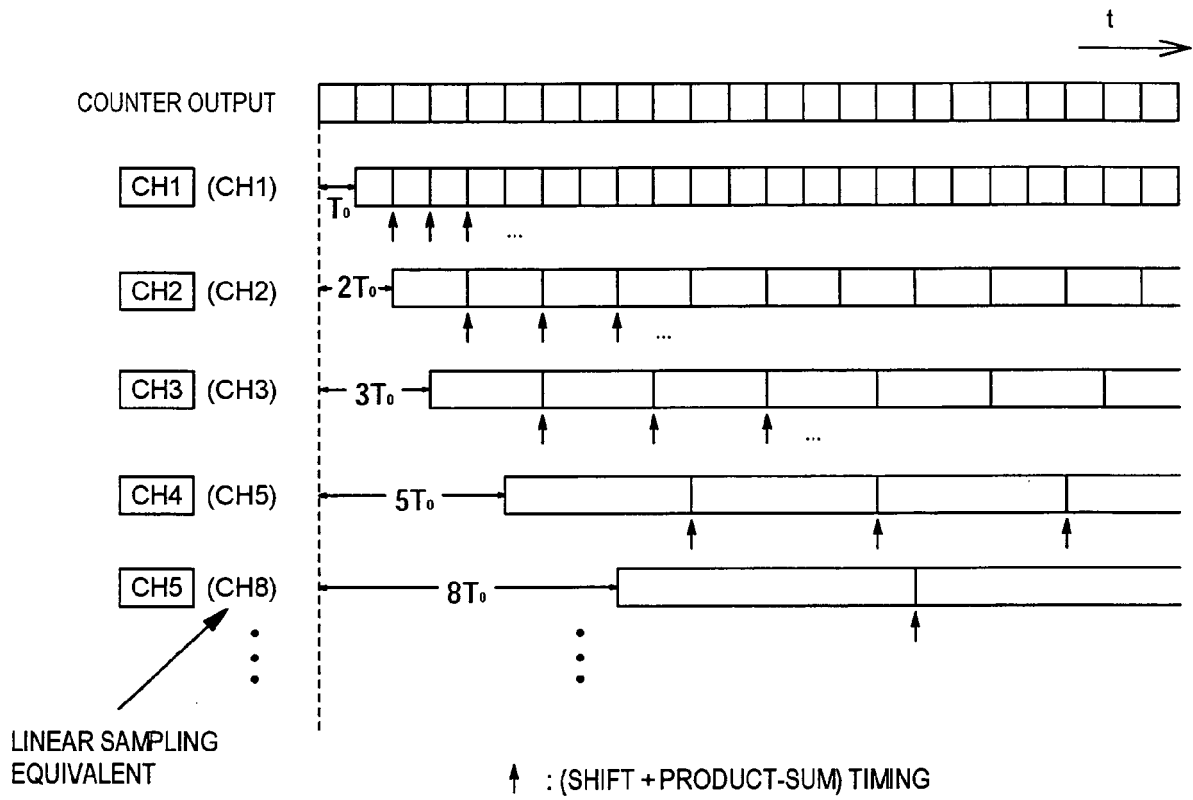 t
COUNTER OUTPUT
CH1 (CH1)
T₀
...
CH2 (CH2) 2T₀
...
CH3 (CH3) 3T₀
...
CH4 (CH5) 5T₀
CH5 (CH8) 8T₀
LINEAR SAMPLING
EQUIVALENT
: (SHIFT + PRODUCT-SUM) TIMING